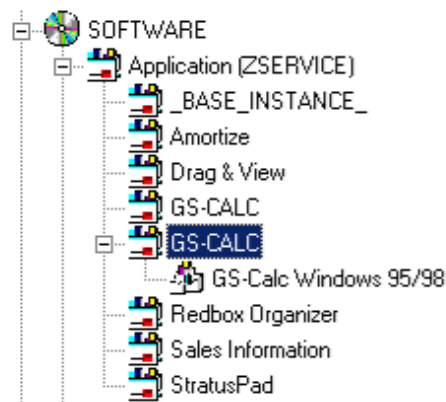 SOFTWARE
Application (ZSERVICE)
_BASE_INSTANCE_
Amortize
Drag & View
GS-CALC
GS-CALC
GS-Calc Windows 95/98
Redbox Organizer
Sales Information
StratusPad